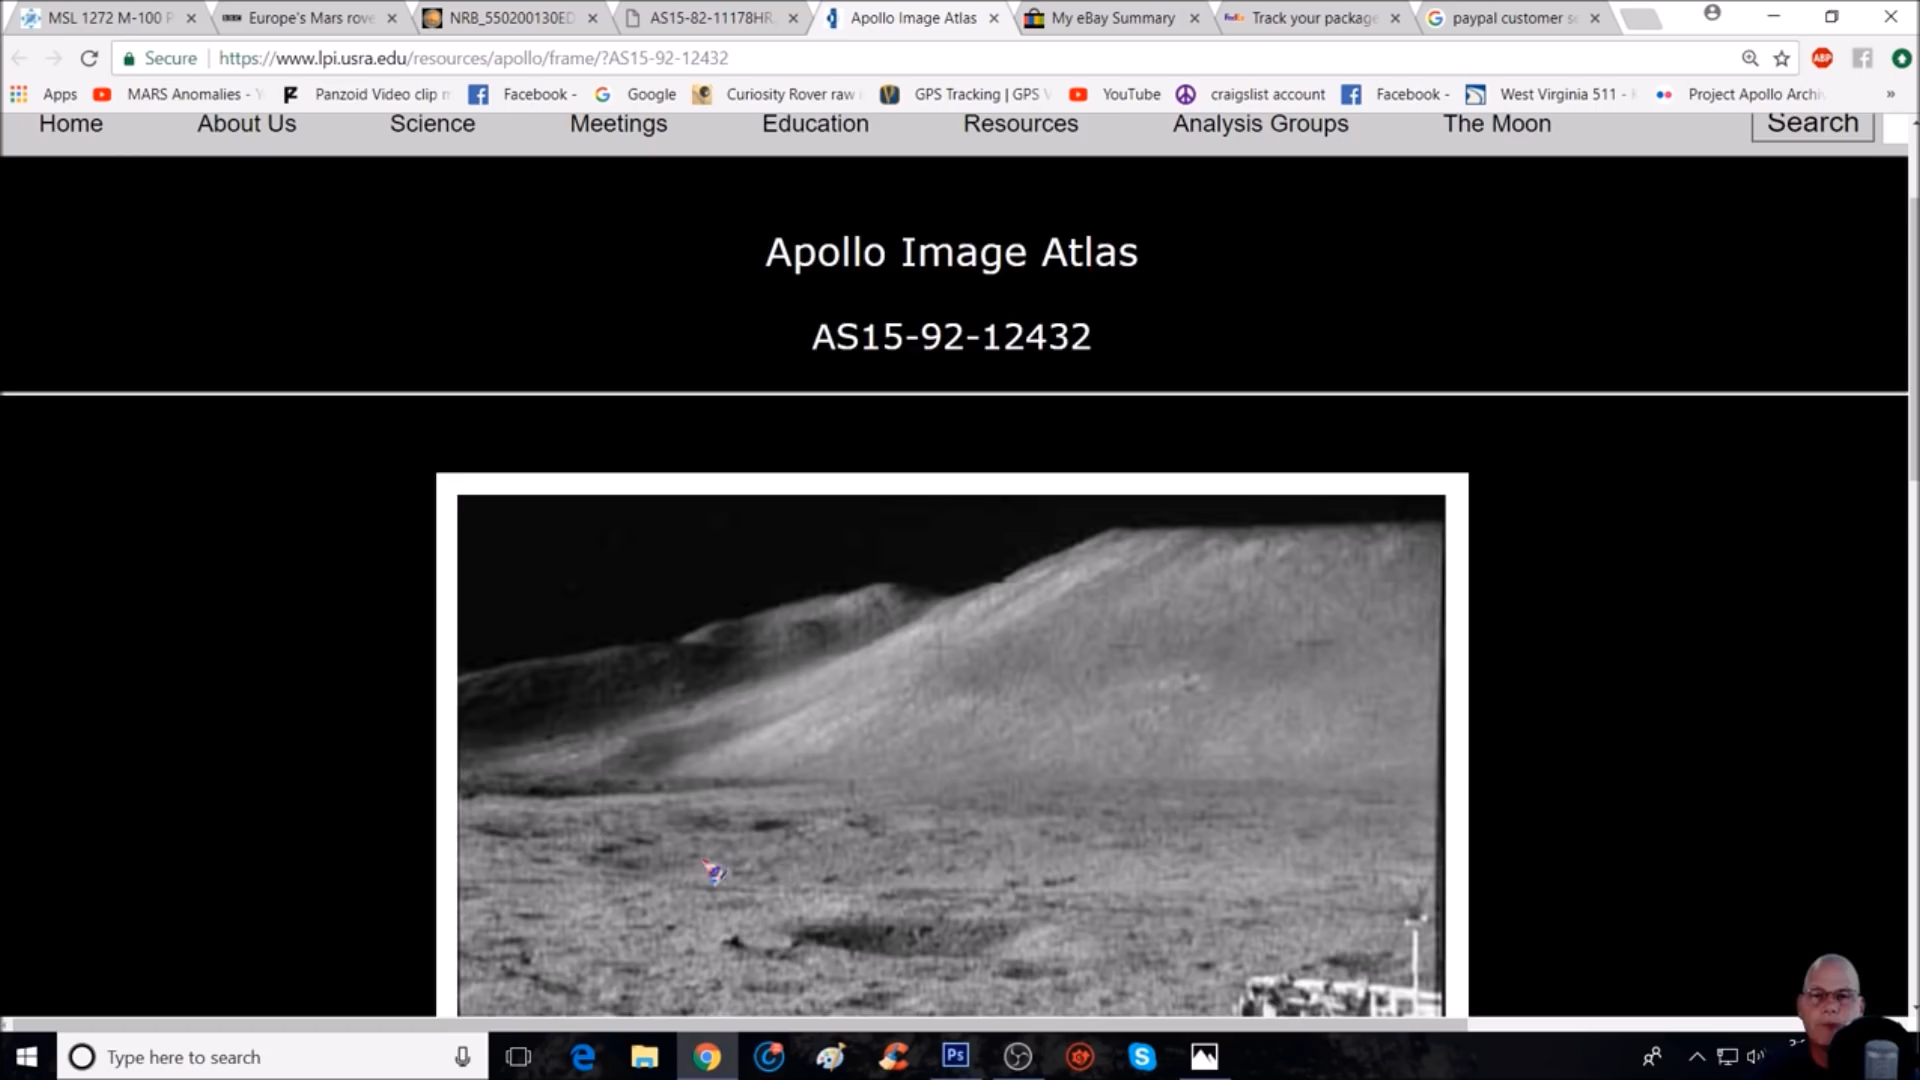 MSL 1272 M-100 P
Europe's Mars rove
NRB_550200130ED
AS15-82-11178HR
Apollo Image Atlas
My eBay Summary
Track your package
paypal customer se
Secure https://www.lpi.usra.edu/resources/apollo/frame/?AS15-92-12432
ABP
Apps MARS Anomalies - Y Panzoid Video clip m Facebook - Google Curiosity Rover raw i GPS Tracking | GPS V YouTube craigslist account Facebook - West Virginia 511 - Project Apollo Archi »
Home About Us Science Meetings Education Resources Analysis Groups The Moon Search
Apollo Image Atlas
AS15-92-12432
Type here to search
Ps